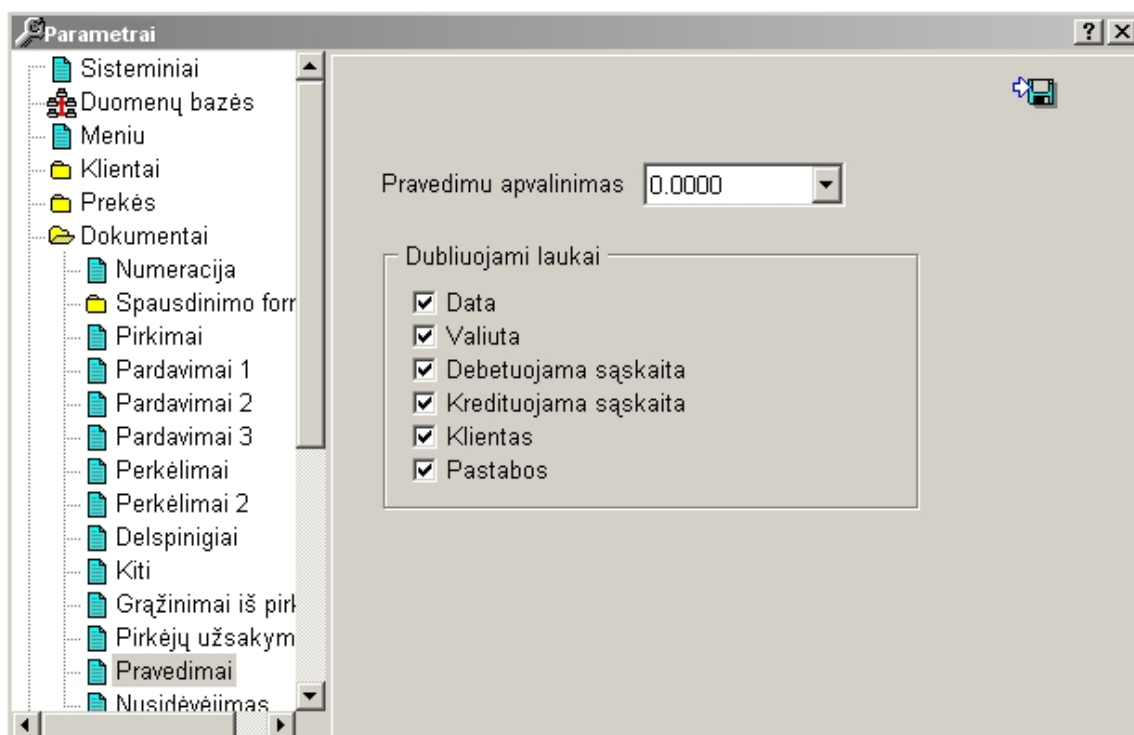 Parametrai
Sisteminiai
Duomenų bazės
Meniu
Klientai
Prekės
Dokumentai
Numeracija
Spausdinimo forr
Pirkimai
Pardavimai 1
Pardavimai 2
Pardavimai 3
Perkėlimai
Perkėlimai 2
Delspinigiai
Kiti
Grąžinimai iš pirk
Pirkėjų užsakym
Pravedimai
Nusidėvėjimas
Pravedimu apvalinimas 0.0000
Dubliuojami laukai
Data
Valiuta
Debetuojama sąskaita
Kredituojama sąskaita
Klientas
Pastabos